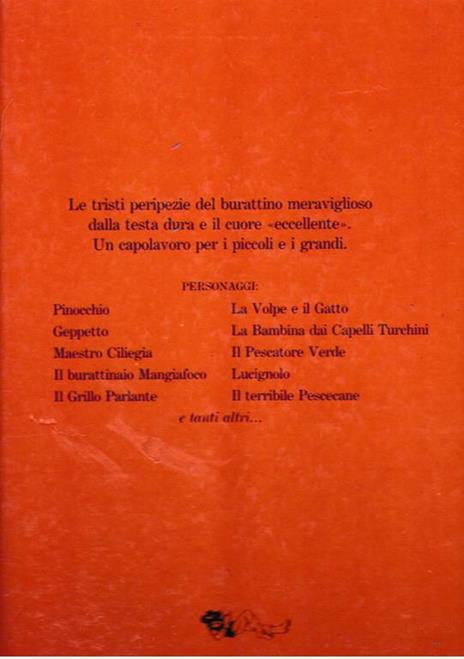 Le tristi peripezie del burattino meraviglioso
dalla testa dura e il cuore «eccellente».
Un capolavoro per i piccoli e i grandi.
PERSONAGGI:
Pinocchio
Geppetto
Maestro Ciliegia
Il burattinaio Mangiafoco
Il Grillo Parlante
La Volpe e il Gatto
La Bambina dai Capelli Turchini
Il Pescatore Verde
Lucignolo
Il terribile Pescecane
e tanti altri...